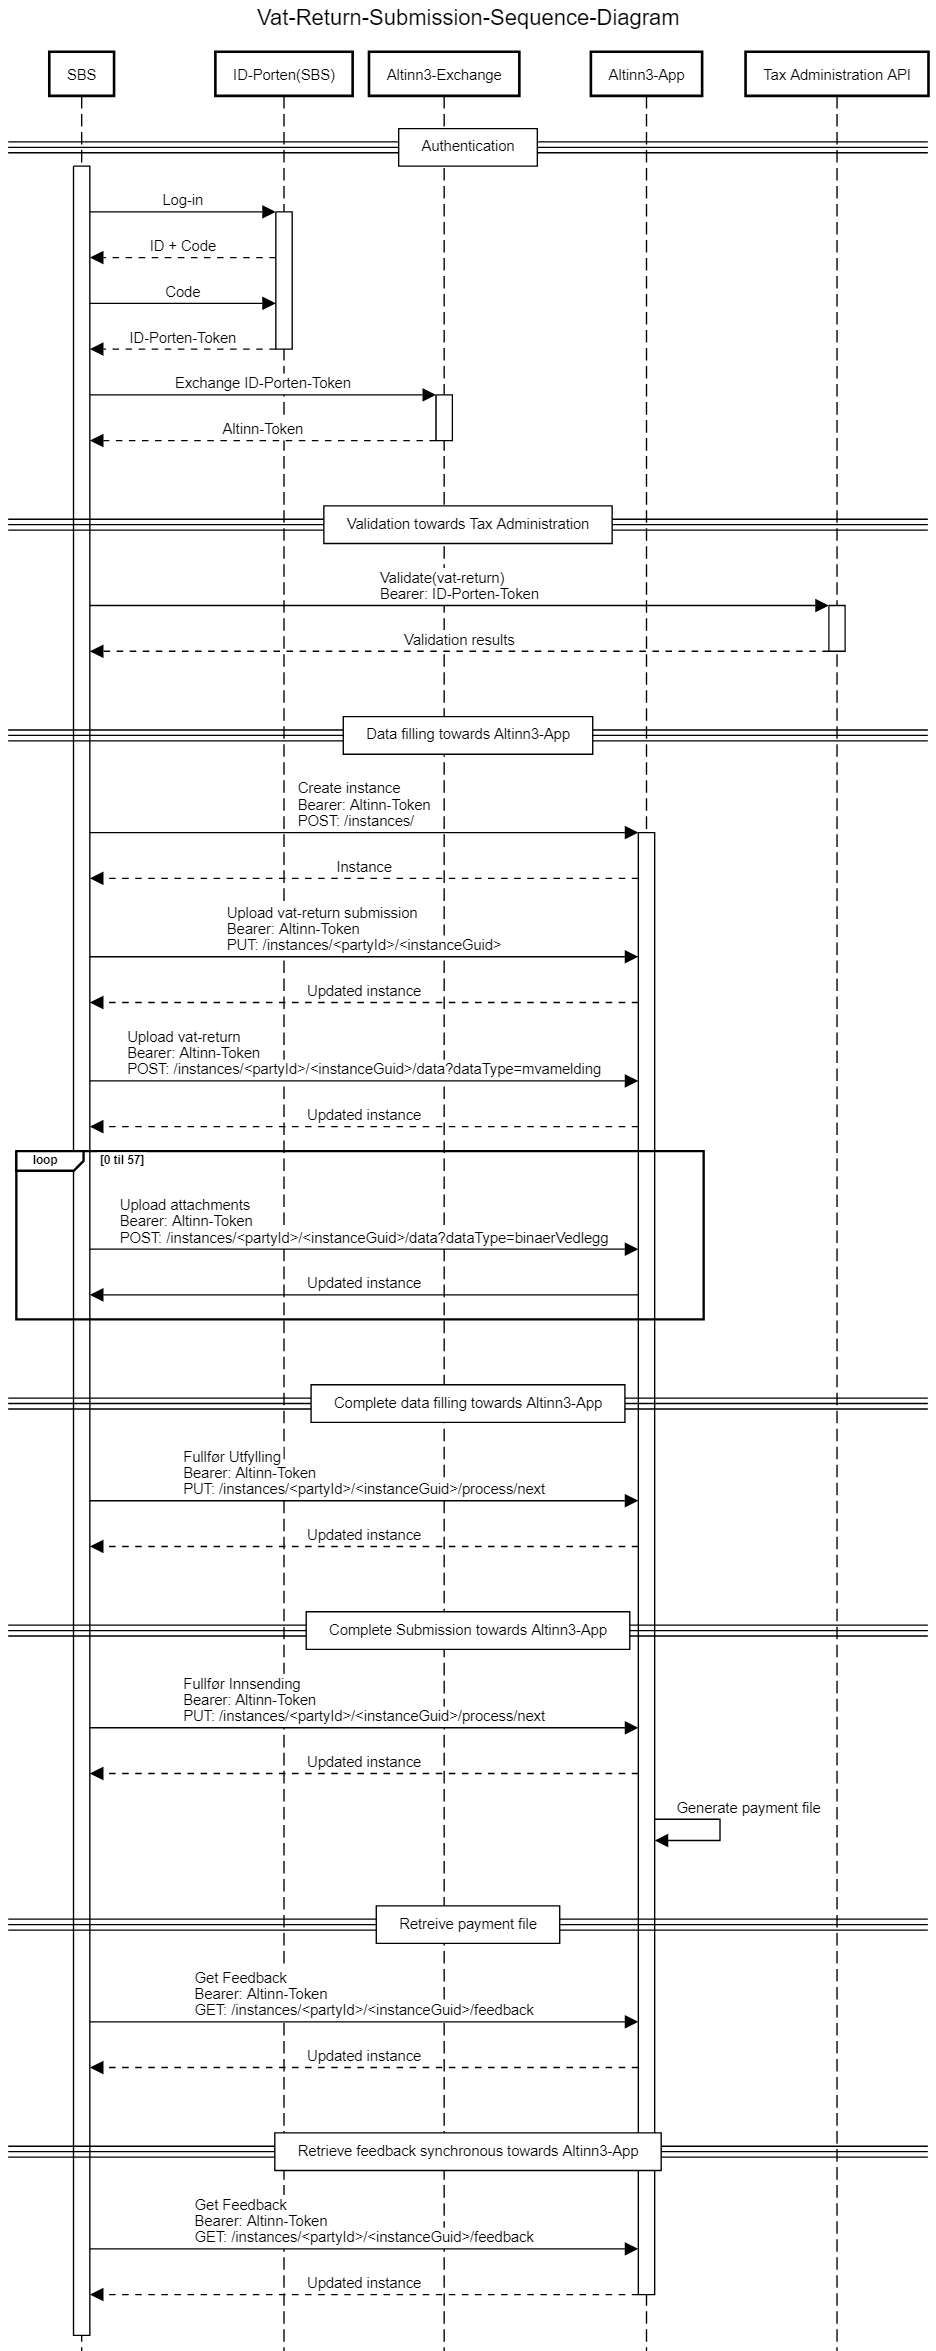 Vat-Return-Submission-Sequence-Diagram
SBS
ID-Porten(SBS)
Altinn3-Exchange
Altinn3-App
Tax Administration API
Authentication
Log-in
ID + Code
Code
ID-Porten-Token
Exchange ID-Porten-Token
Altinn-Token
Validation towards Tax Administration
Validate(vat-return)
Bearer: ID-Porten-Token
Validation results
Data filling towards Altinn3-App
Create instance
Bearer: Altinn-Token
POST: /instances/
Instance
Upload vat-return submission
Bearer: Altinn-Token
PUT: /instances/<partyId>/<instanceGuid>
Updated instance
Upload vat-return
Bearer: Altinn-Token
POST: /instances/<partyId>/<instanceGuid>/data?dataType=mvamelding
Updated instance
loop
[0 til 57]
Upload attachments
Bearer: Altinn-Token
POST: /instances/<partyId>/<instanceGuid>/data?dataType=binaerVedlegg
Updated instance
Complete data filling towards Altinn3-App
Fullfør Utfylling
Bearer: Altinn-Token
PUT: /instances/<partyId>/<instanceGuid>/process/next
Updated instance
Complete Submission towards Altinn3-App
Fullfør Innsending
Bearer: Altinn-Token
PUT: /instances/<partyId>/<instanceGuid>/process/next
Updated instance
Generate payment file
Retreive payment file
Get Feedback
Bearer: Altinn-Token
GET: /instances/<partyId>/<instanceGuid>/feedback
Updated instance
Retrieve feedback synchronous towards Altinn3-App
Get Feedback
Bearer: Altinn-Token
GET: /instances/<partyId>/<instanceGuid>/feedback
Updated instance